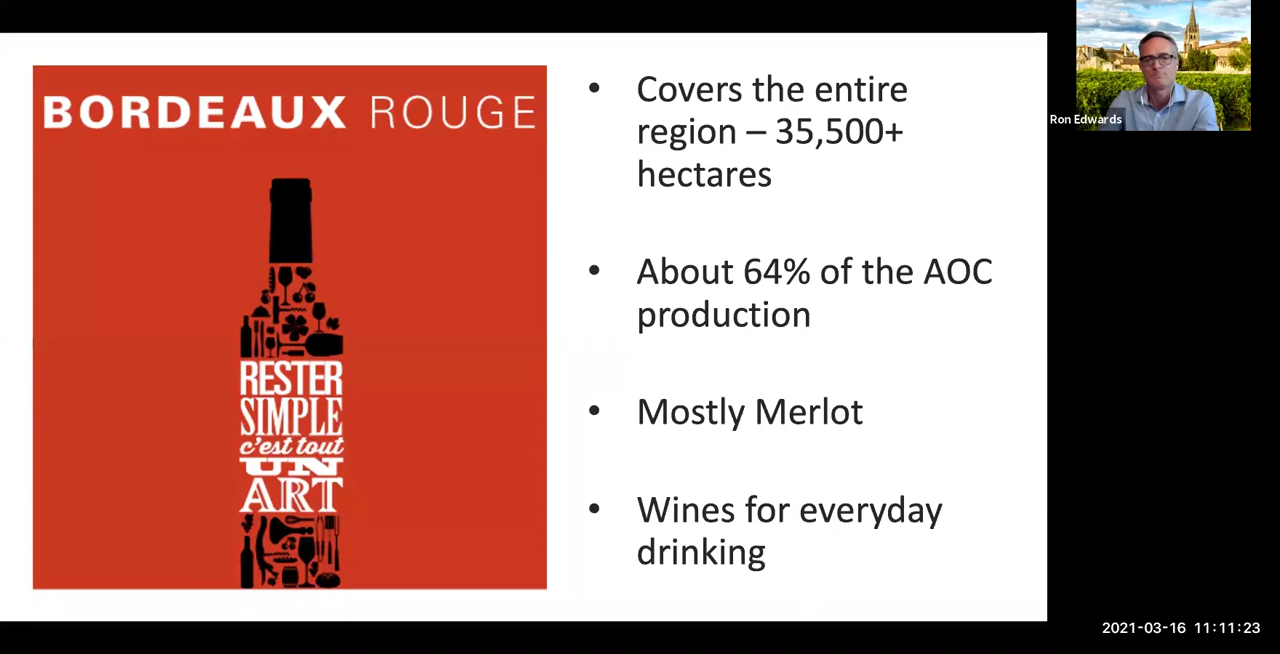 BORDEAUX ROUGE
RESTER
SIMPLE
c'est tout
UN
ART
• Covers the entire
region – 35,500+
hectares
• About 64% of the AOC
production
• Mostly Merlot
• Wines for everyday
drinking
Ron Edwards
2021-03-16 11:11:23